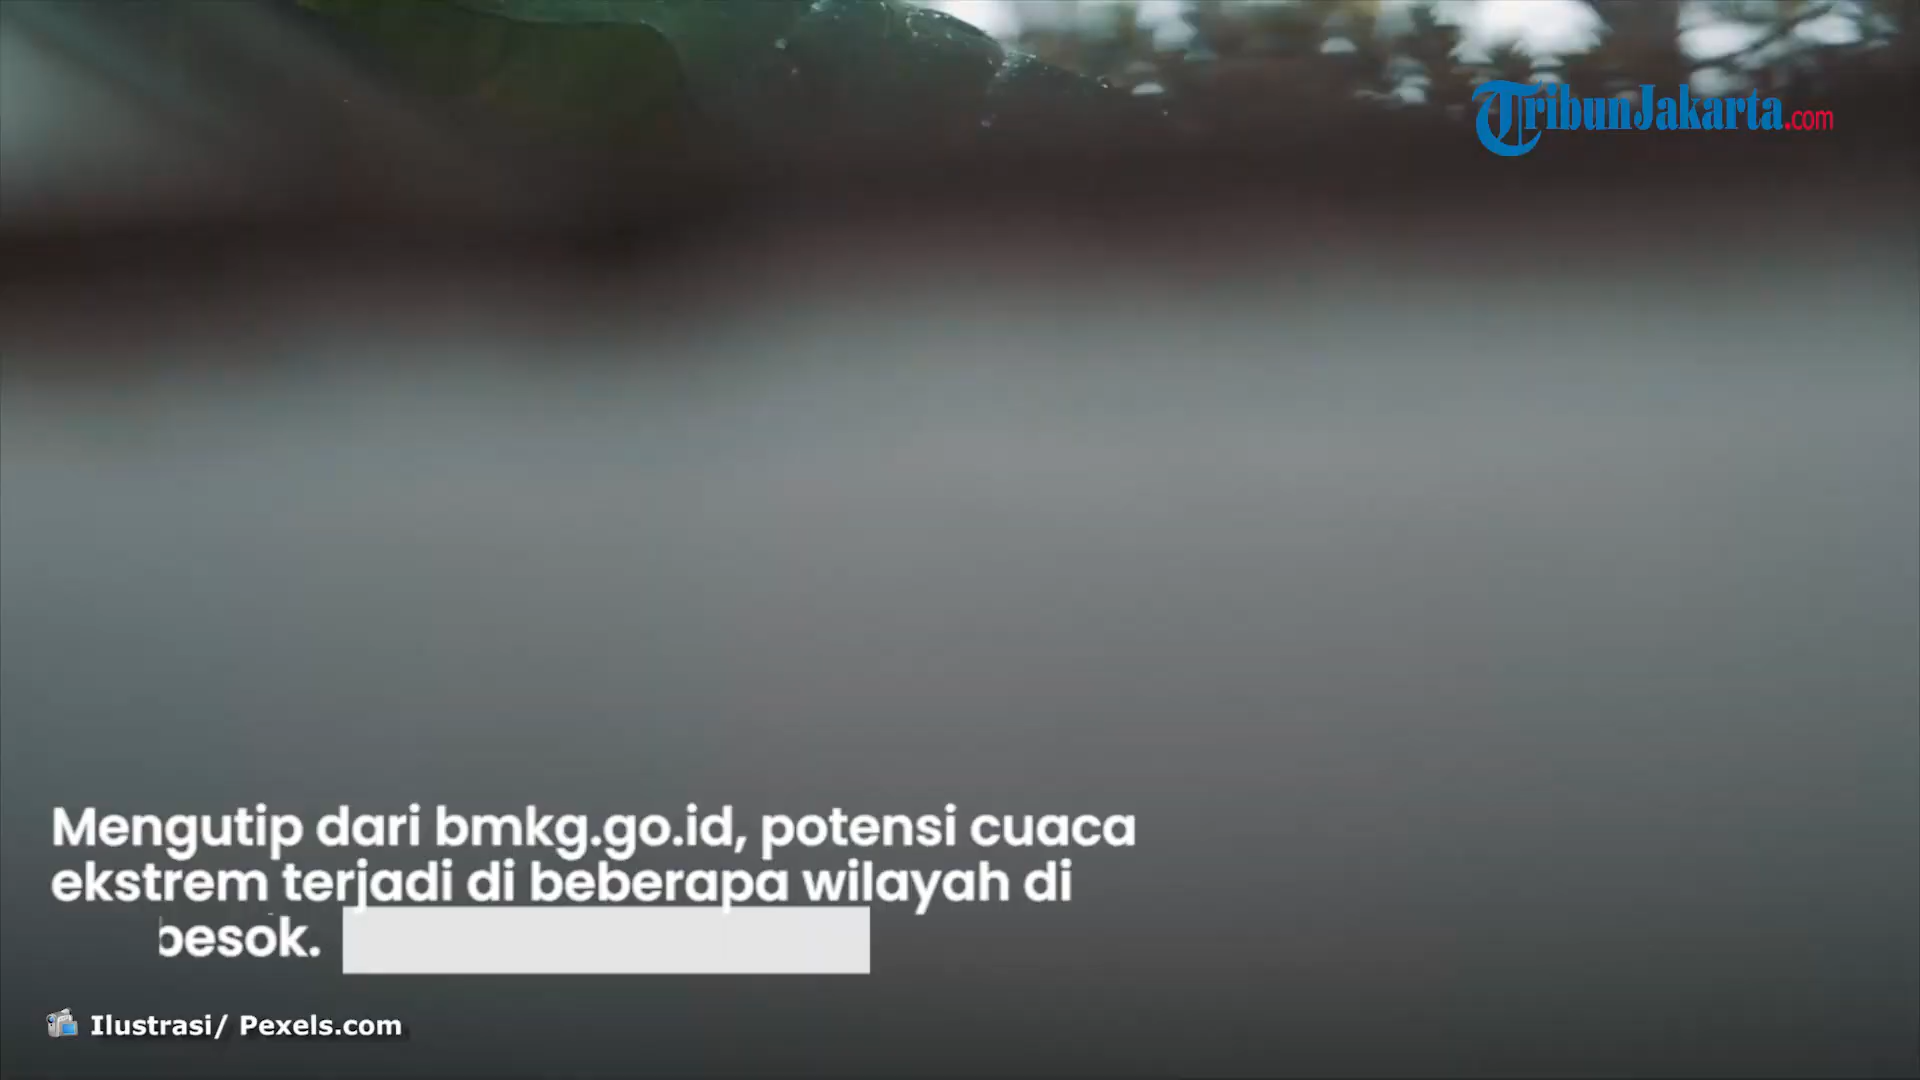 TribunJakarta.com
Mengutip dari bmkg.go.id, potensi cuaca
ekstrem terjadi di beberapa wilayah di
besok.
Ilustrasi/ Pexels.com